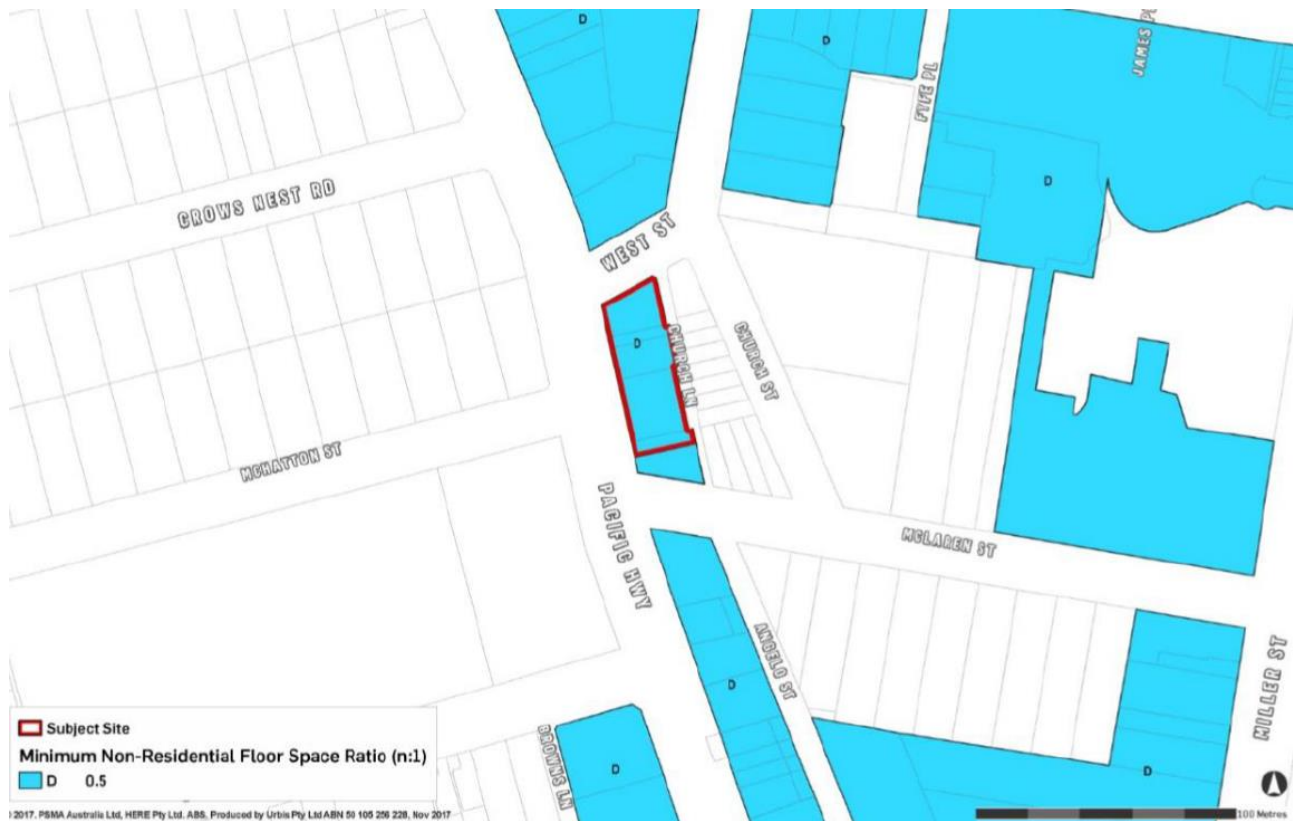 D
D
JAMES PL
FYFE PL
D
CROWS NEST RD
WEST ST
D
CHURCH LN
CHURCH ST
MCHATTON ST
PACIFIC HWY
MCLAREN ST
ANGELO ST
D
MILLER ST
BROWNS LN
D
D
Subject Site
Minimum Non-Residential Floor Space Ratio (n:1)
D 0.5
100 Metres
2017. PSMA Australia Ltd, HERE Pty Ltd. ABS. Produced by Urbis Pty Ltd ABN 50 105 256 228, Nov 2017